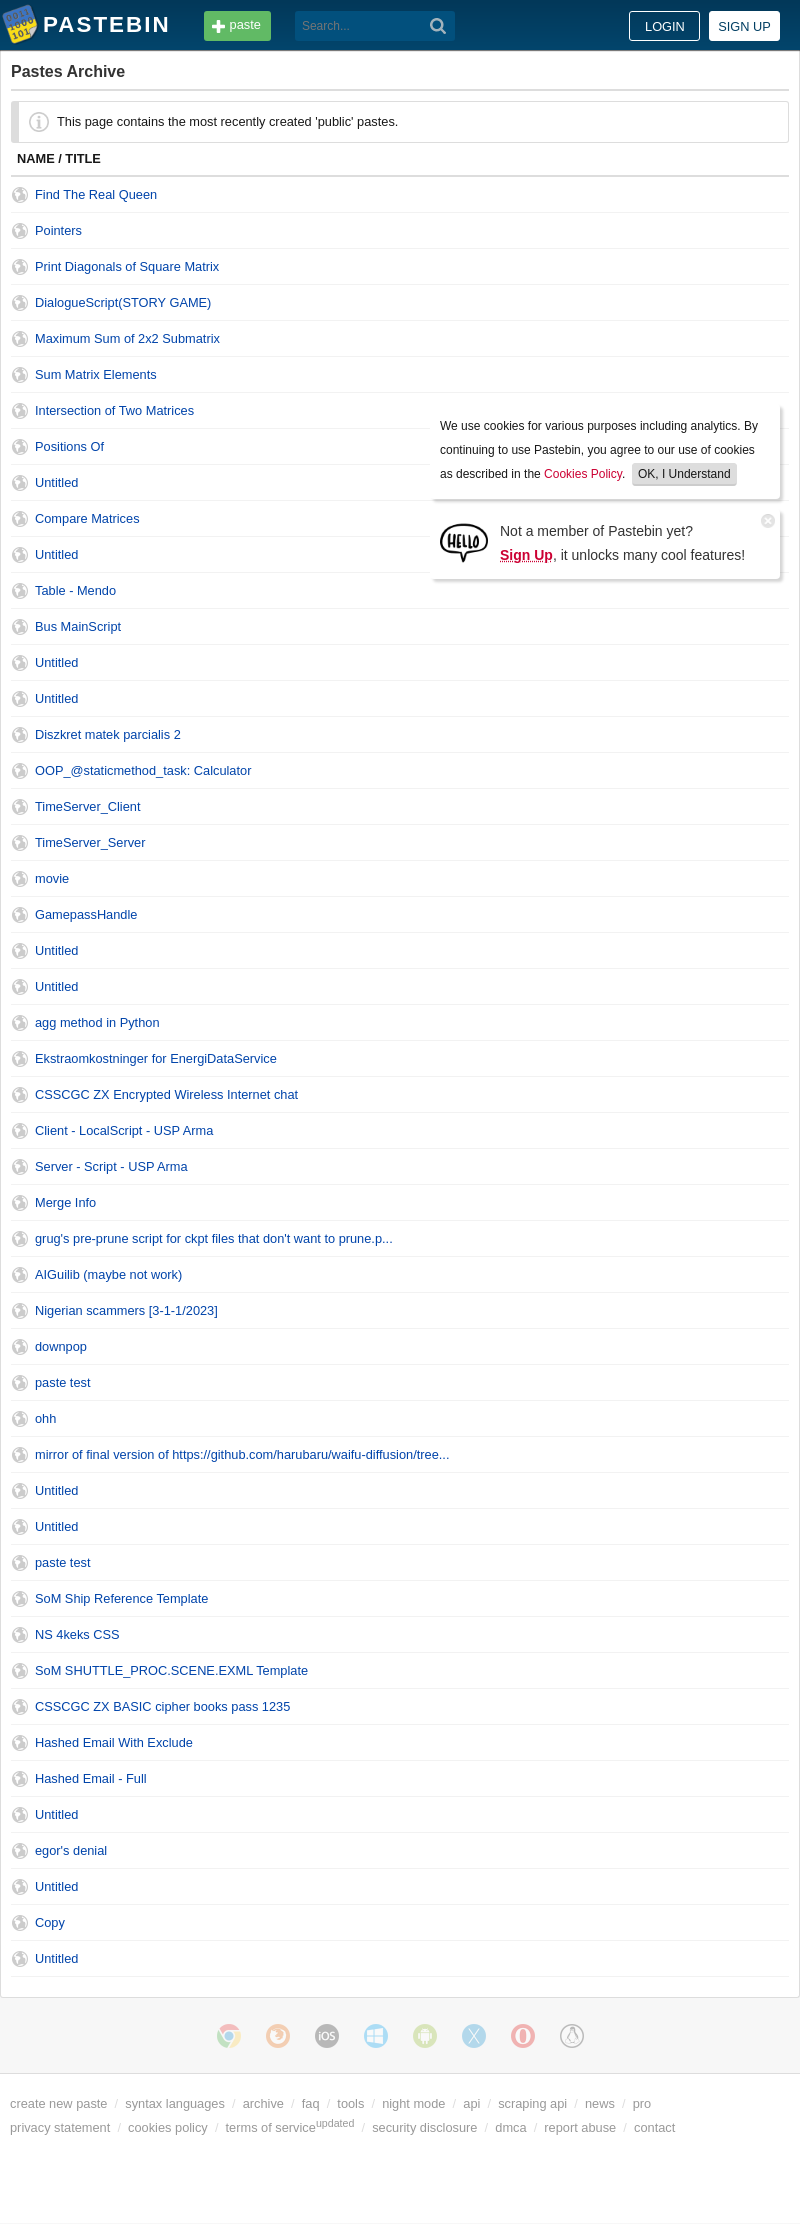 PASTEBIN paste Search... LOGIN SIGN UP
Pastes Archive
This page contains the most recently created 'public' pastes.
NAME / TITLE
Find The Real Queen
Pointers
Print Diagonals of Square Matrix
DialogueScript(STORY GAME)
Maximum Sum of 2x2 Submatrix
Sum Matrix Elements
Intersection of Two Matrices
Positions Of
Untitled
Compare Matrices
Untitled
Table - Mendo
Bus MainScript
Untitled
Untitled
Diszkret matek parcialis 2
OOP_@staticmethod_task: Calculator
TimeServer_Client
TimeServer_Server
movie
GamepassHandle
Untitled
Untitled
agg method in Python
Ekstraomkostninger for EnergiDataService
CSSCGC ZX Encrypted Wireless Internet chat
Client - LocalScript - USP Arma
Server - Script - USP Arma
Merge Info
grug's pre-prune script for ckpt files that don't want to prune.p...
AIGuilib (maybe not work)
Nigerian scammers [3-1-1/2023]
downpop
paste test
ohh
mirror of final version of https://github.com/harubaru/waifu-diffusion/tree...
Untitled
Untitled
paste test
SoM Ship Reference Template
NS 4keks CSS
SoM SHUTTLE_PROC.SCENE.EXML Template
CSSCGC ZX BASIC cipher books pass 1235
Hashed Email With Exclude
Hashed Email - Full
Untitled
egor's denial
Untitled
Copy
Untitled
We use cookies for various purposes including analytics. By
continuing to use Pastebin, you agree to our use of cookies
as described in the Cookies Policy. OK, I Understand
HELLO
Not a member of Pastebin yet?
Sign Up, it unlocks many cool features!
iOS
create new paste / syntax languages / archive / faq / tools / night mode / api / scraping api / news / pro
privacy statement / cookies policy / terms of service updated / security disclosure / dmca / report abuse / contact